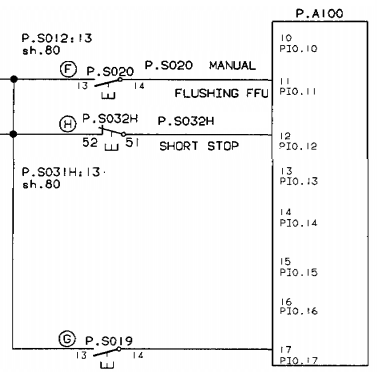 P.A100
P.S012:13
sh.80
10
PIO.10
F P.S020 P.S020 MANUAL
13 14
FLUSHING FFU
11
PIO.11
H P.S032H P.S032H
52 51 SHORT STOP
12
PIO.12
P.S031H:13
sh.80
13
PIO.13
14
PIO.14
15
PIO.15
16
PIO.16
G P.S019
13 14
17
PIO.17